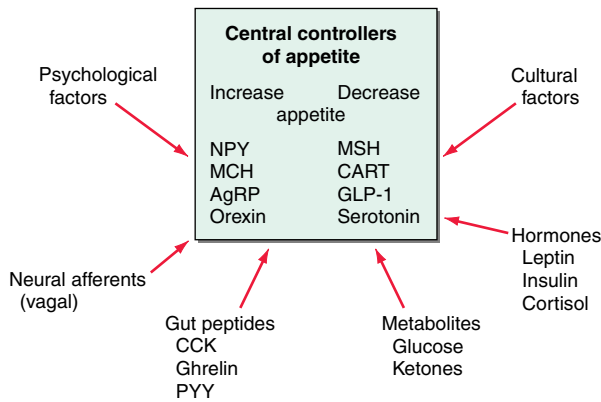 Central controllers
of appetite
Increase Decrease
appetite
NPY MSH
MCH CART
AgRP GLP-1
Orexin Serotonin
Psychological
factors
Cultural
factors
Neural afferents
(vagal)
Gut peptides
CCK
Ghrelin
PYY
Metabolites
Glucose
Ketones
Hormones
Leptin
Insulin
Cortisol